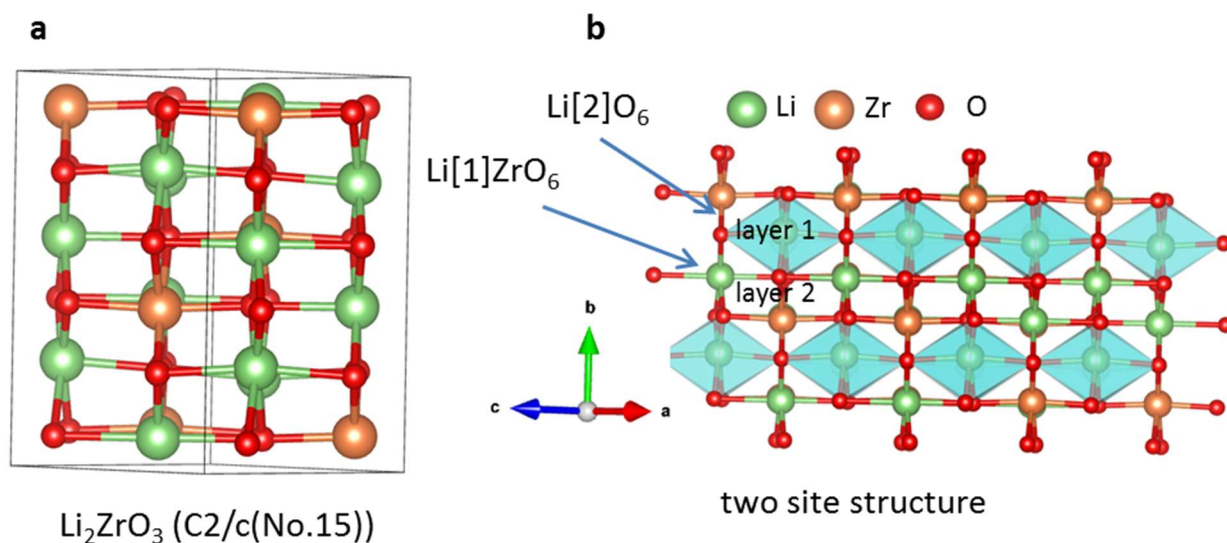 a
b
Li[2]O₆
Li Zr O
Li[1]ZrO₆
layer 1
layer 2
b
c
a
Li₂ZrO₃ (C2/c(No.15))
two site structure